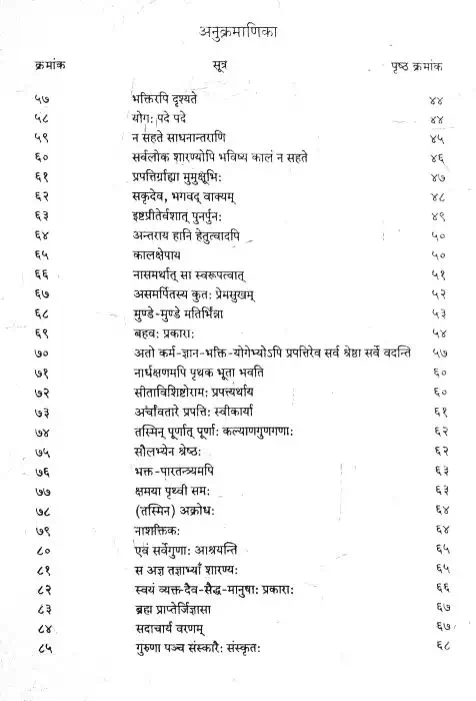 अनुक्रमाणिका
क्रमांक सूत्र पृष्ठ क्रमांक
५७ भक्तिरपि दृश्यते ४४
५८ योगः पदे पदे ४४
५९ न सहते साधनान्तराणि ४५
६० सर्वलोक शारण्योपि भविष्य कालं न सहते ४६
६१ प्रपत्तिर्ग्राह्या मुमुक्षूभिः ४७
६२ सकृदेव, भगवद् वाक्यम् ४८
६३ इष्टप्रीतेर्वशात् पुनर्पुनः ४९
६४ अन्तराय हानि हेतुत्वादपि ५०
६५ कालक्षेपाय ५०
६६ नासमर्थात् सा स्वरूपत्वात् ५१
६७ असमर्पितस्य कुतः प्रेमसुखम् ५२
६८ मुण्डे-मुण्डे मतिर्भिन्ना ५३
६९ बहवः प्रकाराः ५४
७० अतो कर्म-ज्ञान-भक्ति-योगेभ्योऽपि प्रपत्तिरेव सर्व श्रेष्ठा सर्वे वदन्ति ५७
७१ नार्धक्षणमपि पृथक भूता भवति ६०
७२ सीताविशिष्टोरामः प्रपत्त्यर्थाय ६०
७३ अर्चावतारे प्रपत्तिः स्वीकार्या ६१
७४ तस्मिन् पूर्णात् पूर्णाः कल्याणगुणगणाः ६२
७५ सौलभ्येन श्रेष्ठः ६२
७६ भक्त-पारतन्त्र्यमपि ६३
७७ क्षमया पृथ्वी समः ६३
७८ (तस्मिन) अक्रोधः ६४
७९ नाशक्तिकः ६४
८० एवं सर्वेगुणाः आश्रयन्ति ६५
८१ स अज्ञ तज्ञाभ्याँ शारण्यः ६५
८२ स्वयं व्यक्त-दैव-सैद्ध-मानुषाः प्रकाराः ६६
८३ ब्रह्म प्राप्तेर्जिज्ञासा ६७
८४ सदाचार्य वरणम् ६७
८५ गुरुणा पञ्च संस्कारैः संस्कृतः ६८